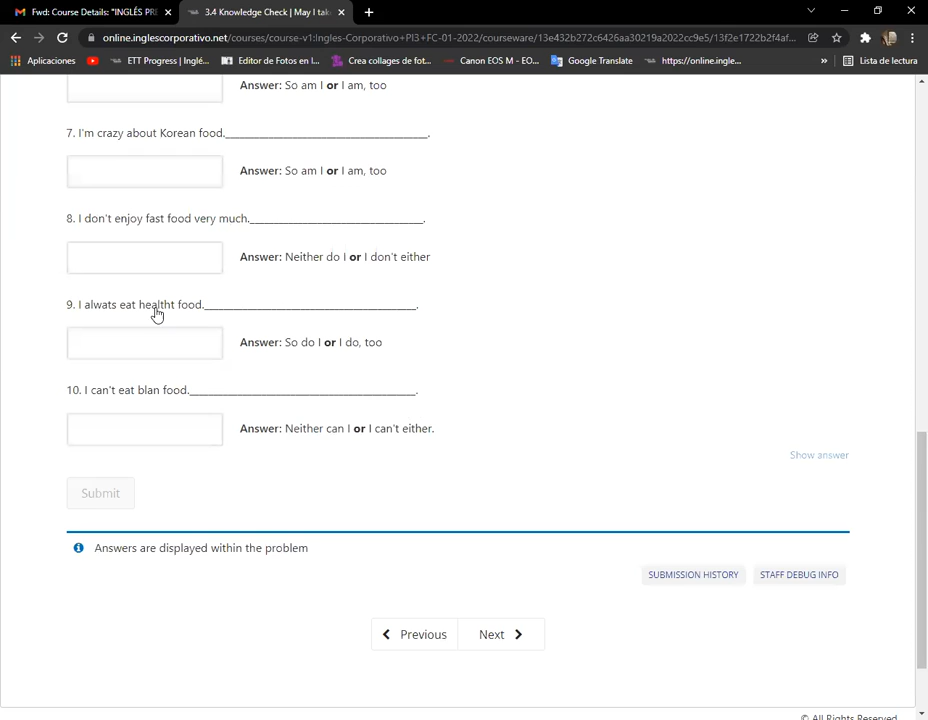 Fwd: Course Details: "INGLÉS PRE
3.4 Knowledge Check | May I tak
online.inglescorporativo.net/courses/course-v1:Ingles-Corporativo+PI3+FC-01-2022/courseware/13e432b272c6426aa30219a2022cc9e5/13f2e1722b2f4af...
Aplicaciones
ETT Progress | Inglé...
Editor de Fotos en l...
Crea collages de fot...
Canon EOS M - EO...
Google Translate
https://online.ingle...
»
Lista de lectura
Answer: So am I or I am, too
7. I'm crazy about Korean food.______________________________.
Answer: So am I or I am, too
8. I don't enjoy fast food very much.__________________________.
Answer: Neither do I or I don't either
9. I alwats eat healtht food.________________________________.
Answer: So do I or I do, too
10. I can't eat blan food.__________________________________.
Answer: Neither can I or I can't either.
Show answer
Submit
Answers are displayed within the problem
SUBMISSION HISTORY STAFF DEBUG INFO
Previous Next
© All Rights Reserved